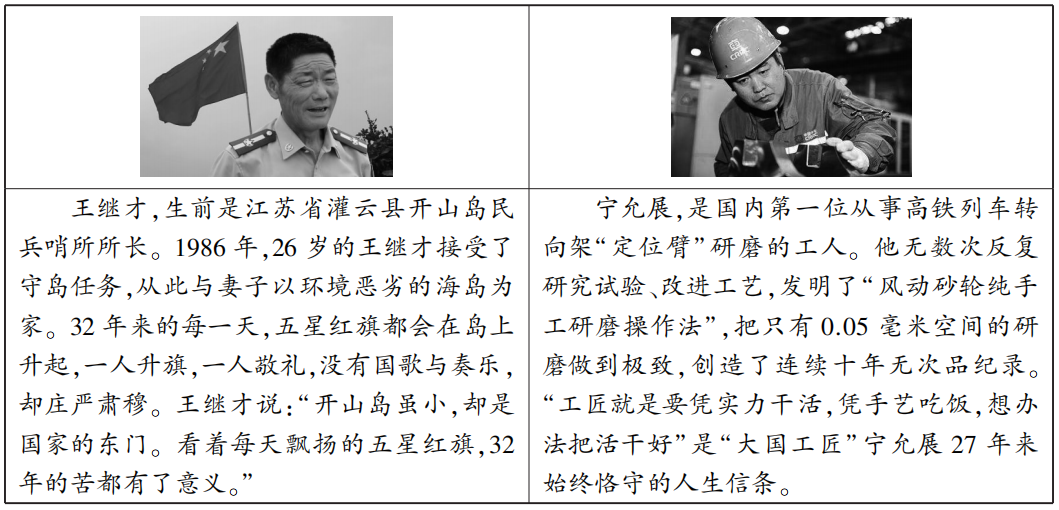 王继才,生前是江苏省灌云县开山岛民
兵哨所所长。1986 年,26 岁的王继才接受了
守岛任务,从此与妻子以环境恶劣的海岛为
家。32 年来的每一天,五星红旗都会在岛上
升起,一人升旗,一人敬礼,没有国歌与奏乐,
却庄严肃穆。王继才说:“开山岛虽小,却是
国家的东门。看着每天飘扬的五星红旗,32
年的苦都有了意义。”
宁允展,是国内第一位从事高铁列车转
向架“定位臂”研磨的工人。他无数次反复
研究试验、改进工艺,发明了“风动砂轮纯手
工研磨操作法”,把只有 0.05 毫米空间的研
磨做到极致,创造了连续十年无次品纪录。
“工匠就是要凭实力干活,凭手艺吃饭,想办
法把活干好”是“大国工匠”宁允展 27 年来
始终恪守的人生信条。